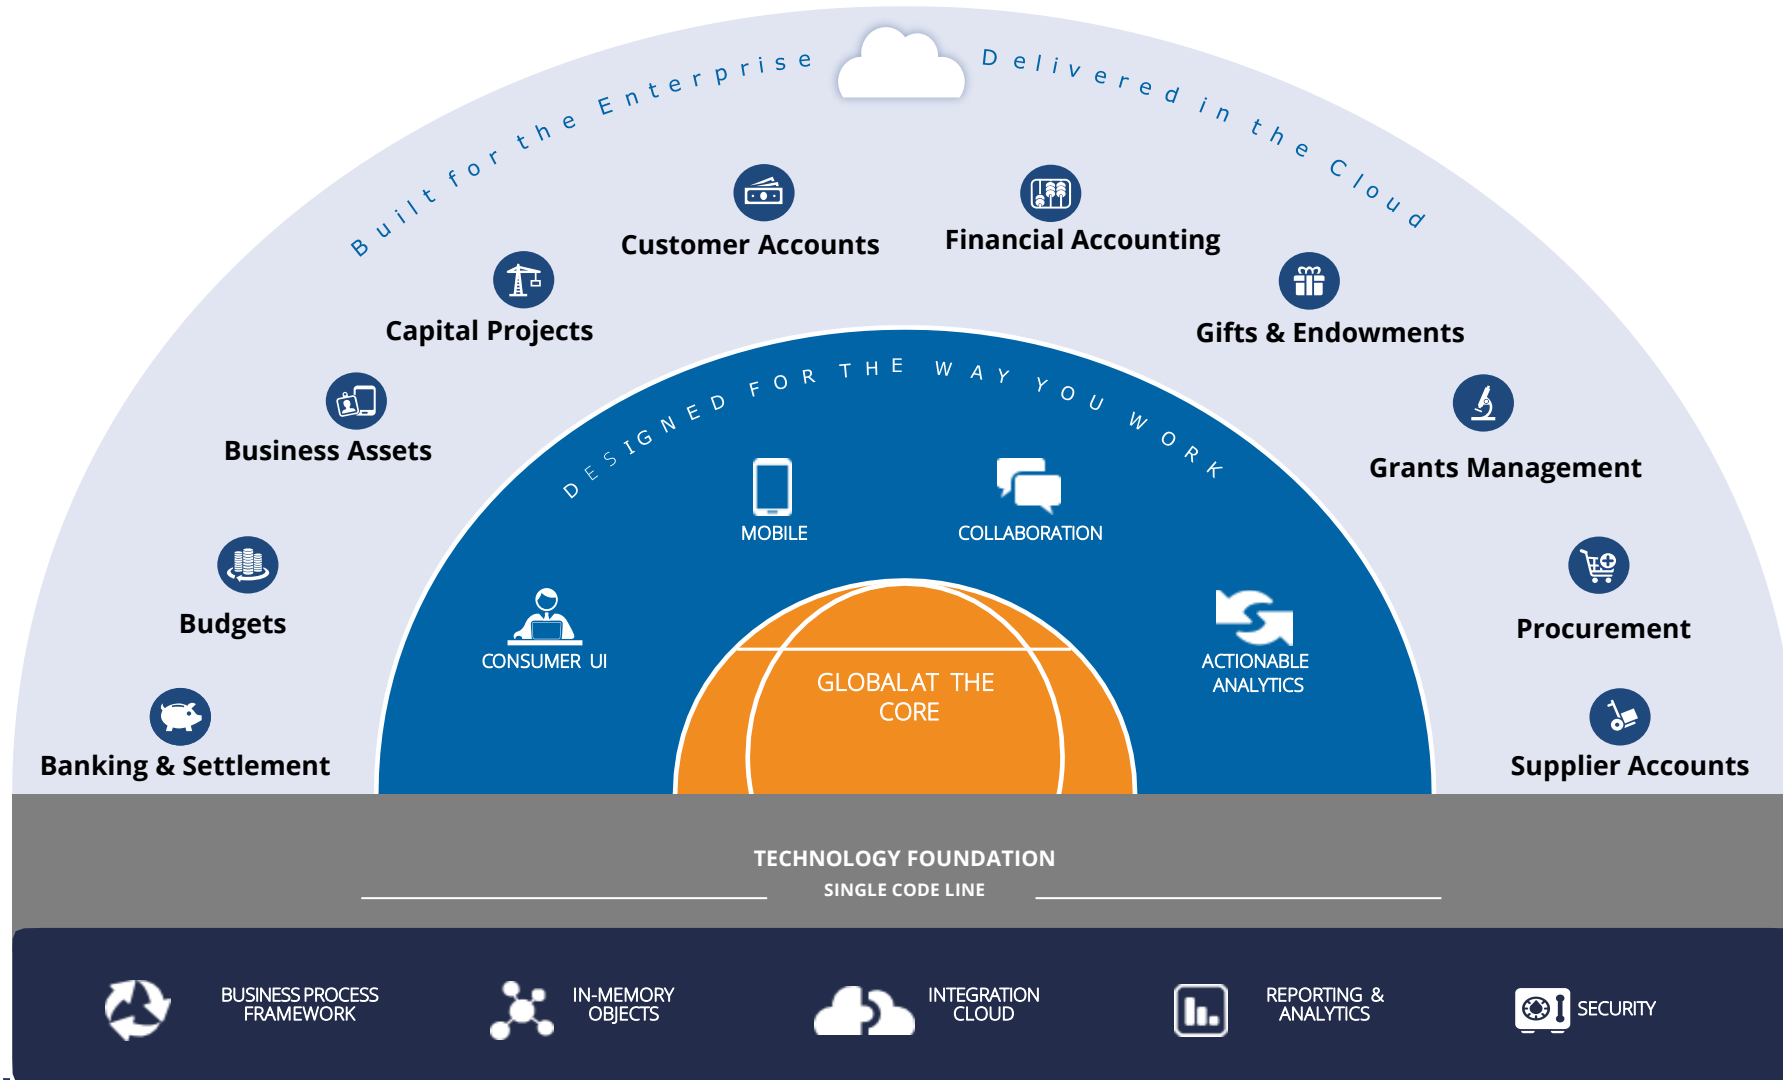 Built for the Enterprise
Delivered in the Cloud
Customer Accounts
Financial Accounting
Capital Projects
Gifts & Endowments
Business Assets
Grants Management
Budgets
Procurement
Banking & Settlement
Supplier Accounts
DESIGNED FOR THE WAY YOU WORK
MOBILE
COLLABORATION
CONSUMER UI
ACTIONABLE
ANALYTICS
GLOBAL AT THE
CORE
TECHNOLOGY FOUNDATION
SINGLE CODE LINE
BUSINESS PROCESS
FRAMEWORK
IN-MEMORY
OBJECTS
INTEGRATION
CLOUD
REPORTING &
ANALYTICS
SECURITY